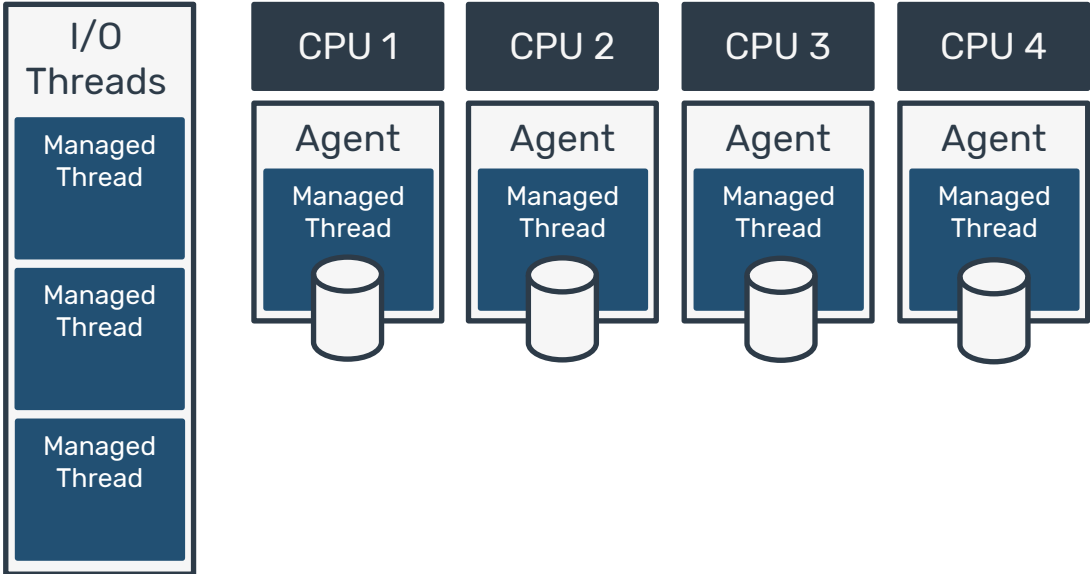 I/O
Threads
Managed
Thread
Managed
Thread
Managed
Thread
CPU 1
Agent
Managed
Thread
CPU 2
Agent
Managed
Thread
CPU 3
Agent
Managed
Thread
CPU 4
Agent
Managed
Thread